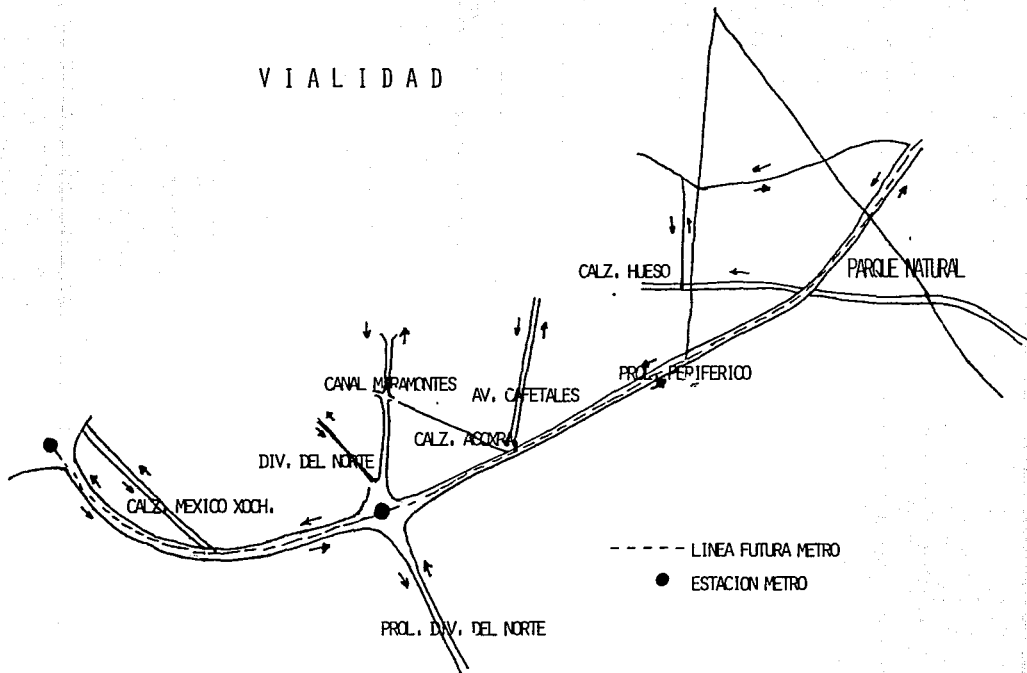 VIALIDAD
CALZ. HUESO
PARQUE NATURAL
PROL. PERIFERICO
CANAL MIRAMONTES
AV. CAFETALES
CALZ. ACOXPA
DIV. DEL NORTE
CALZ. MEXICO XOCH.
LINEA FUTURA METRO
ESTACION METRO
PROL. DIV. DEL NORTE